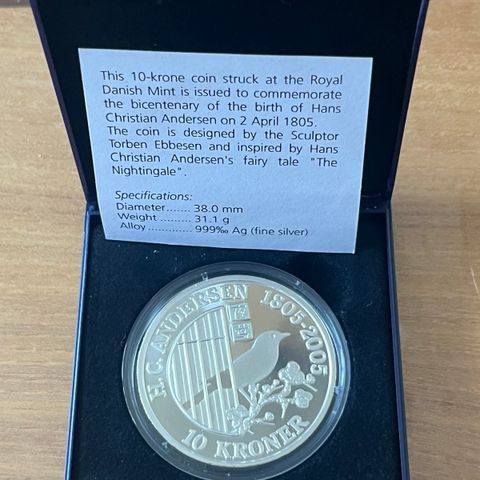 This 10-krone coin struck at the Royal
Danish Mint is issued to commemorate
the bicentenary of the birth of Hans
Christian Andersen on 2 April 1805.
The coin is designed by the Sculptor
Torben Ebbesen and inspired by Hans
Christian Andersen's fairy tale "The
Nightingale".
Specifications:
Diameter....... 38.0 mm
Weight ......... 31.1 g
Alloy ............. 999‰ Ag (fine silver)
H.C. ANDERSEN 1805-2005
10 KRONER